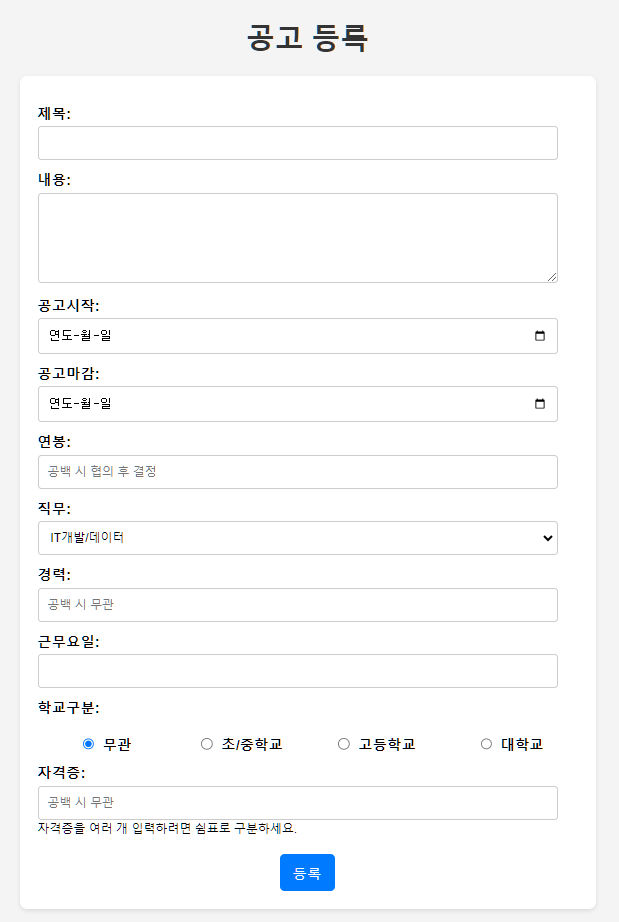 공고 등록
제목:
내용:
공고시작:
연도-월-일
공고마감:
연도-월-일
연봉:
공백 시 협의 후 결정
직무:
IT개발/데이터
경력:
공백 시 무관
근무요일:
학교구분:
무관 초/중학교 고등학교 대학교
자격증:
공백 시 무관
자격증을 여러 개 입력하려면 쉼표로 구분하세요.
등록